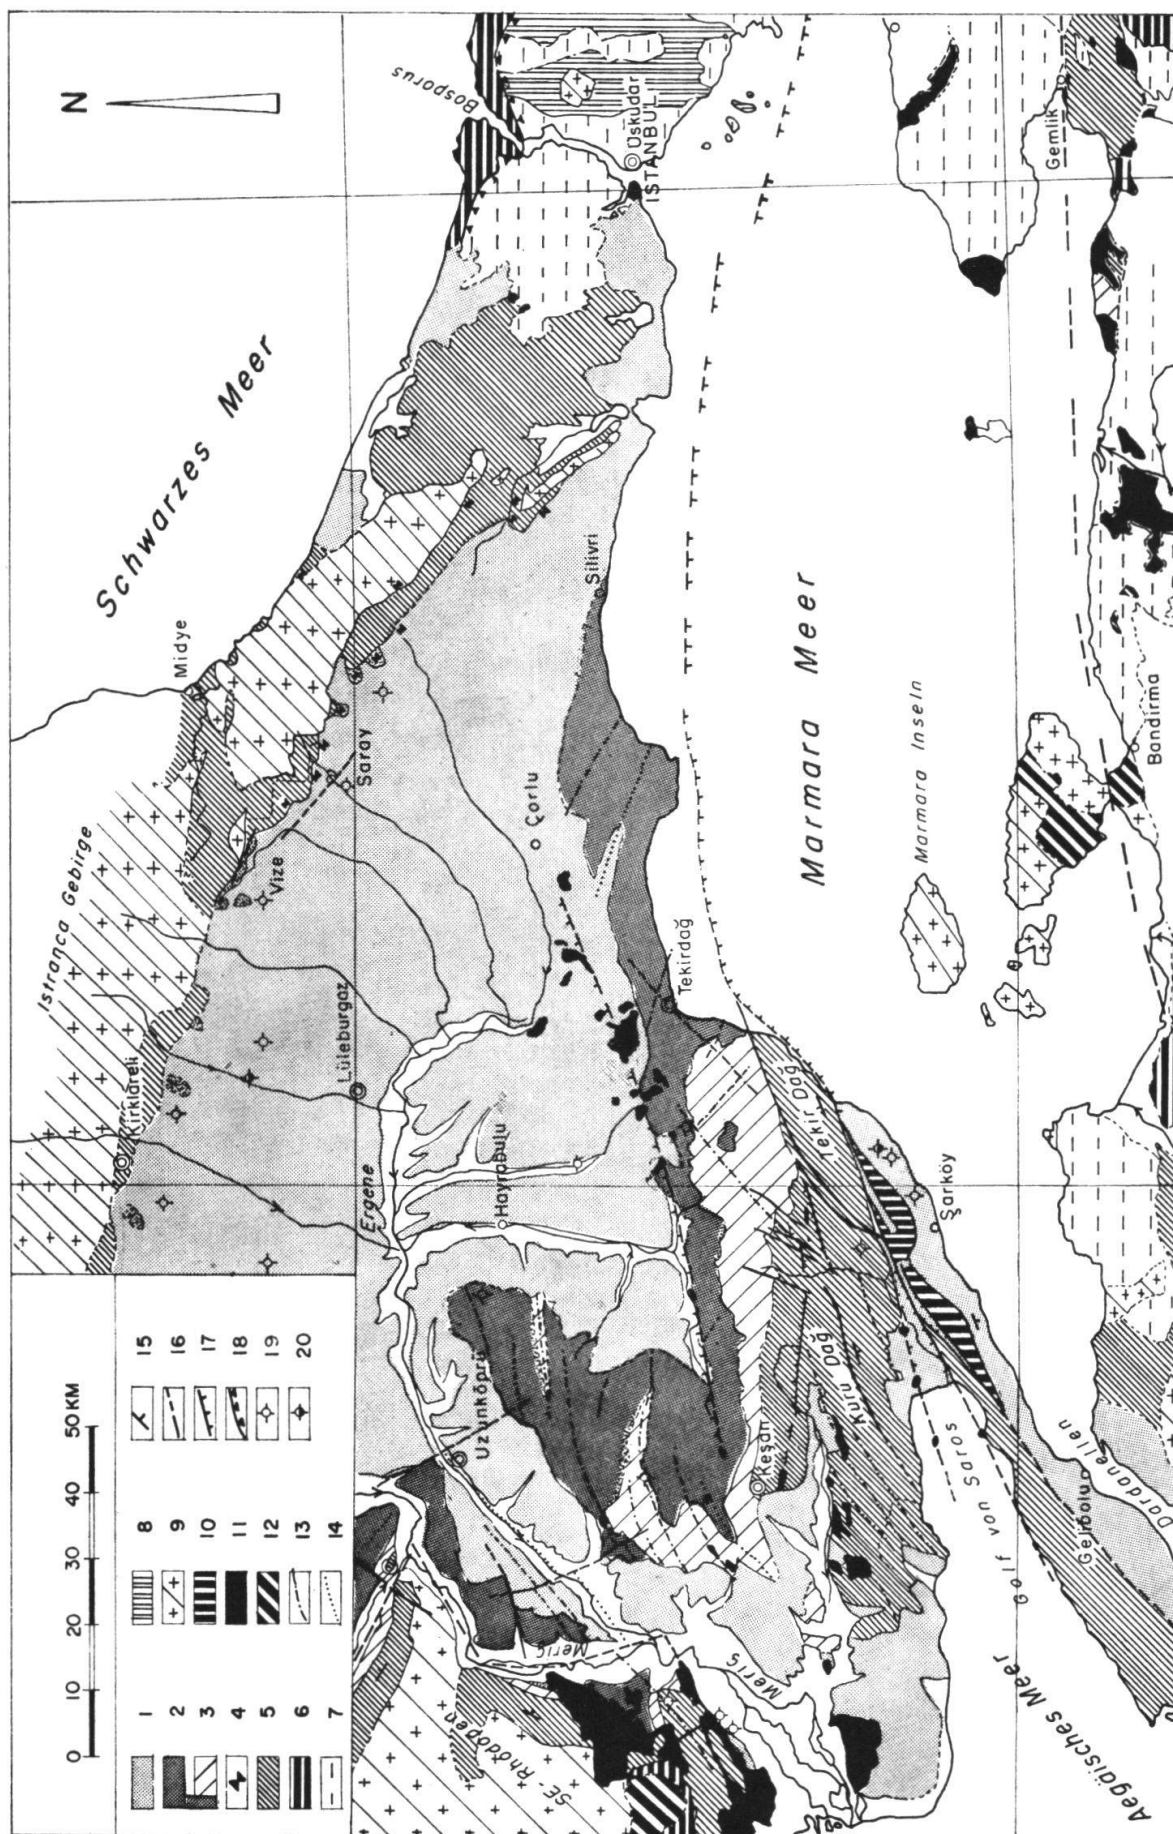 N
Schwarzes Meer
Bosporus
Üsküdar
ISTANBUL
Midye
Istranca Gebirge
Kırklareli
Vize
Saray
Silivri
Çorlu
Lüleburgaz
Ergene
Hayrabulu
Tekirdağ
Marmara Meer
Marmara Inseln
Gemlik
Bandirma
Uzunköprü
Keşan
Kuru Dağ
Tekir Dağ
Şarköy
Gelibolu
Dardanellen
Golf von Saros
Meriç
Meriç
SE-Rhodopen
Aegäisches Meer
0 10 20 30 40 50 KM
1 8 15
2 9 16
3 10 17
4 11 18
5 12 19
6 13 20
7 14